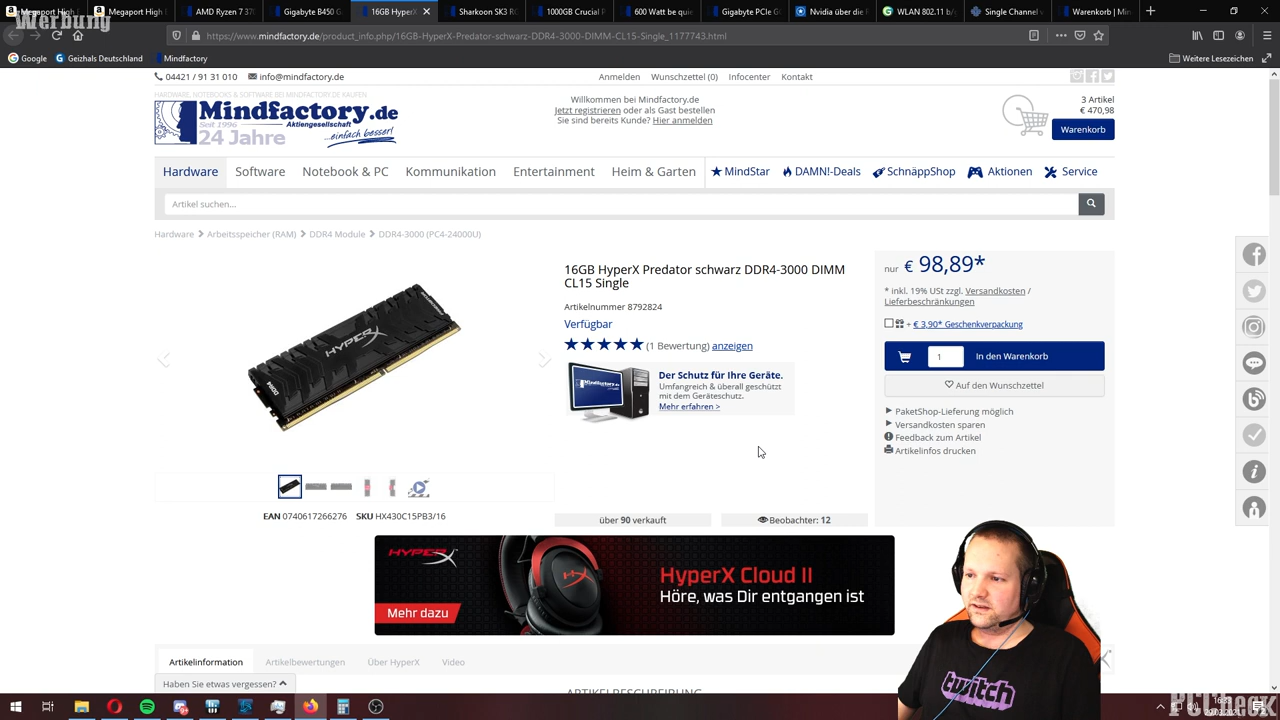 Werbung
Megaport High
AMD Ryzen 7 370
Gigabyte B450 G
16GB HyperX
Sharkoon SK3 RG
1000GB Crucial P
600 Watt be quie
Gigabyte PCIe Gc
Nvidia über die
WLAN 802.11 b/
Single Channel v
Warenkorb | Min
https://www.mindfactory.de/product_info.php/16GB-HyperX-Predator-schwarz-DDR4-3000-DIMM-CL15-Single_1177743.html
Google
Geizhals Deutschland
Mindfactory
Weitere Lesezeichen
04421 / 91 31 010
info@mindfactory.de
Anmelden
Wunschzettel (0)
Infocenter
Kontakt
HARDWARE, NOTEBOOKS & SOFTWARE BEI MINDFACTORY.DE KAUFEN
Mindfactory.de
Seit 1996
Aktiengesellschaft
24 Jahre
...einfach besser!
Willkommen bei Mindfactory.de
Jetzt registrieren oder als Gast bestellen
Sie sind bereits Kunde? Hier anmelden
3 Artikel
€ 470,98
Warenkorb
Hardware
Software
Notebook & PC
Kommunikation
Entertainment
Heim & Garten
MindStar
DAMN!-Deals
SchnäppShop
Aktionen
Service
Artikel suchen...
Hardware
Arbeitsspeicher (RAM)
DDR4 Module
DDR4-3000 (PC4-24000U)
16GB HyperX Predator schwarz DDR4-3000 DIMM
CL15 Single
Artikelnummer 8792824
Verfügbar
(1 Bewertung) anzeigen
Der Schutz für Ihre Geräte.
Umfangreich & überall geschützt
mit dem Geräteschutz.
Mehr erfahren >
nur € 98,89*
* inkl. 19% USt zzgl. Versandkosten /
Lieferbeschränkungen
+ € 3,90* Geschenkverpackung
1
In den Warenkorb
Auf den Wunschzettel
PaketShop-Lieferung möglich
Versandkosten sparen
Feedback zum Artikel
Artikelinfos drucken
HYPERX
EAN 0740617266276 SKU HX430C15PB3/16
über 90 verkauft
Beobachter: 12
HYPERX
HyperX Cloud II
Höre, was Dir entgangen ist
Mehr dazu
Artikelinformation
Artikelbewertungen
Über HyperX
Video
Haben Sie etwas vergessen?
ARTIKELBESCHREIBUNG
twitch